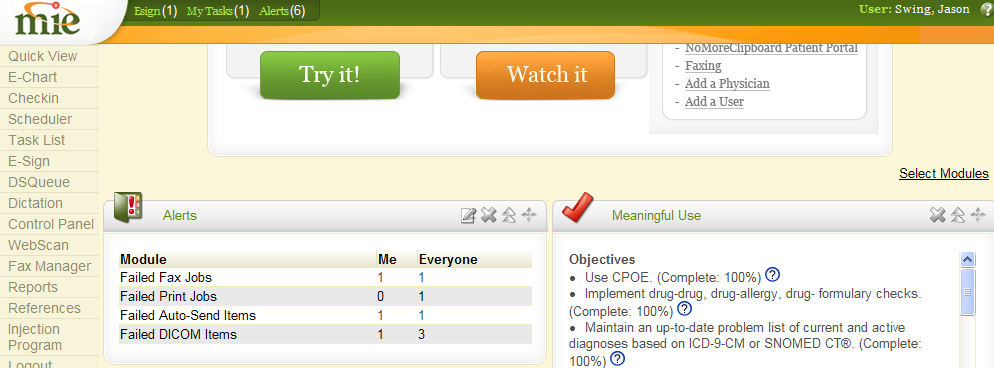 mie
Esign (1) My Tasks (1) Alerts (6)
User: Swing, Jason
Quick View
E-Chart
Checkin
Scheduler
Task List
E-Sign
DSQueue
Dictation
Control Panel
WebScan
Fax Manager
Reports
References
Injection
Program
Logout
Try it!
Watch it
- NoMoreClipboard Patient Portal
- Faxing
- Add a Physician
- Add a User
Select Modules
Alerts
Module Me Everyone
Failed Fax Jobs 1 1
Failed Print Jobs 0 1
Failed Auto-Send Items 1 1
Failed DICOM Items 1 3
Meaningful Use
Objectives
● Use CPOE. (Complete: 100%) ?
● Implement drug-drug, drug-allergy, drug- formulary checks.
(Complete: 100%) ?
● Maintain an up-to-date problem list of current and active
diagnoses based on ICD-9-CM or SNOMED CT®. (Complete:
100%) ?